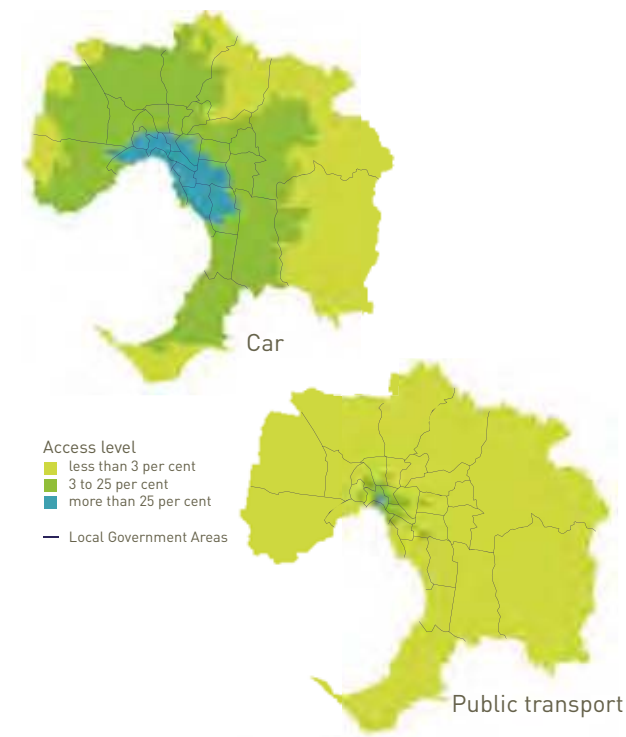 Car
Access level
less than 3 per cent
3 to 25 per cent
more than 25 per cent
Local Government Areas
Public transport